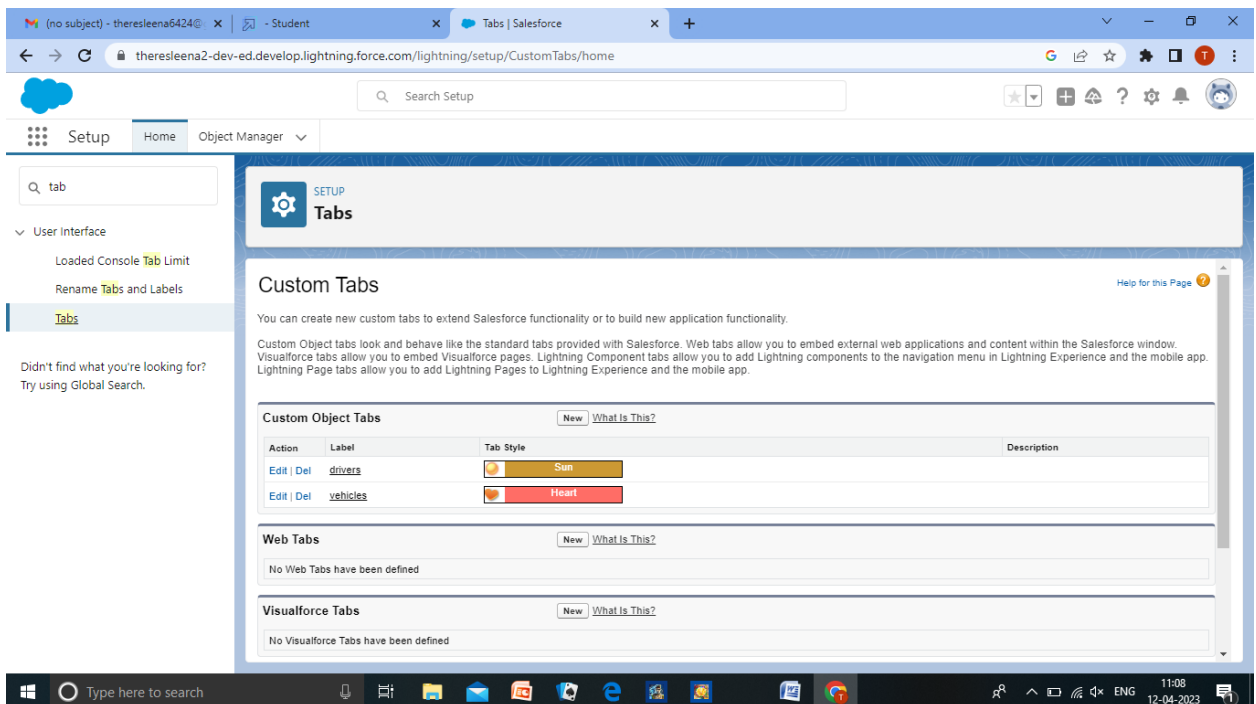 (no subject) - theresleena6424@
- Student
Tabs | Salesforce
theresleena2-dev-ed.develop.lightning.force.com/lightning/setup/CustomTabs/home
T
Search Setup
Setup
Home
Object Manager
tab
User Interface
Loaded Console Tab Limit
Rename Tabs and Labels
Tabs
Didn't find what you're looking for?
Try using Global Search.
SETUP
Tabs
Custom Tabs
Help for this Page
You can create new custom tabs to extend Salesforce functionality or to build new application functionality.
Custom Object tabs look and behave like the standard tabs provided with Salesforce. Web tabs allow you to embed external web applications and content within the Salesforce window.
Visualforce tabs allow you to embed Visualforce pages. Lightning Component tabs allow you to add Lightning components to the navigation menu in Lightning Experience and the mobile app.
Lightning Page tabs allow you to add Lightning Pages to Lightning Experience and the mobile app.
Custom Object Tabs New What Is This?
Action Label Tab Style Description
Edit | Del drivers Sun
Edit | Del vehicles Heart
Web Tabs New What Is This?
No Web Tabs have been defined
Visualforce Tabs New What Is This?
No Visualforce Tabs have been defined
Type here to search
ENG
11:08
12-04-2023